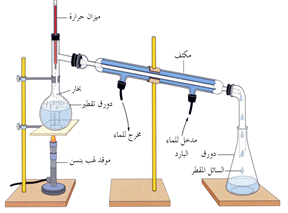 ميزان حرارة
مكثف
بخار
دورق تقطير
مخرج للماء
مدخل للماء
البارد
دورق
السائل المقطر
موقد لهب بنسن